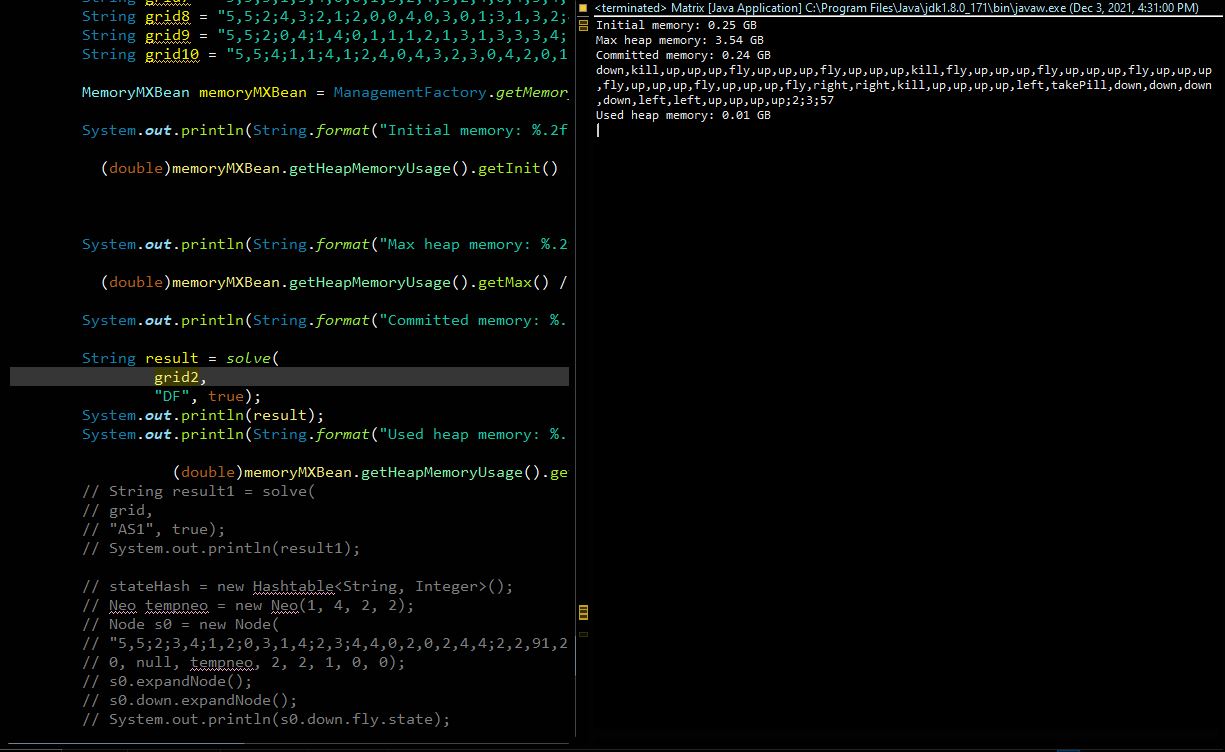 String grid8 = "5,5;2;4,3;2,1;2,0,0,4,0,3,0,1;3,1,3,2;
String grid9 = "5,5;2;0,4;1,4;0,1,1,1,2,1,3,1,3,3,3,4;
String grid10 = "5,5;4;1,1;4,1;2,4,0,4,3,2,3,0,4,2,0,1
MemoryMXBean memoryMXBean = ManagementFactory.getMemor
System.out.println(String.format("Initial memory: %.2f
(double)memoryMXBean.getHeapMemoryUsage().getInit()
System.out.println(String.format("Max heap memory: %.2
(double)memoryMXBean.getHeapMemoryUsage().getMax() /
System.out.println(String.format("Committed memory: %.
String result = solve(
grid2,
"DF", true);
System.out.println(result);
System.out.println(String.format("Used heap memory: %.
(double)memoryMXBean.getHeapMemoryUsage().ge
// String result1 = solve(
// grid,
// "AS1", true);
// System.out.println(result1);
// stateHash = new Hashtable<String, Integer>();
// Neo tempneo = new Neo(1, 4, 2, 2);
// Node s0 = new Node(
// "5,5;2;3,4;1,2;0,3,1,4;2,3;4,4,0,2,0,2,4,4;2,2,91,2
// 0, null, tempneo, 2, 2, 1, 0, 0);
// s0.expandNode();
// s0.down.expandNode();
// System.out.println(s0.down.fly.state);
<terminated> Matrix [Java Application] C:\Program Files\Java\jdk1.8.0_171\bin\javaw.exe (Dec 3, 2021, 4:31:00 PM)
Initial memory: 0.25 GB
Max heap memory: 3.54 GB
Committed memory: 0.24 GB
down,kill,up,up,up,fly,up,up,up,fly,up,up,up,kill,fly,up,up,up,fly,up,up,up,fly,up,up,up
,fly,up,up,up,fly,up,up,up,fly,right,right,kill,up,up,up,up,left,takePill,down,down,down
,down,left,left,up,up,up,up;2;3;57
Used heap memory: 0.01 GB